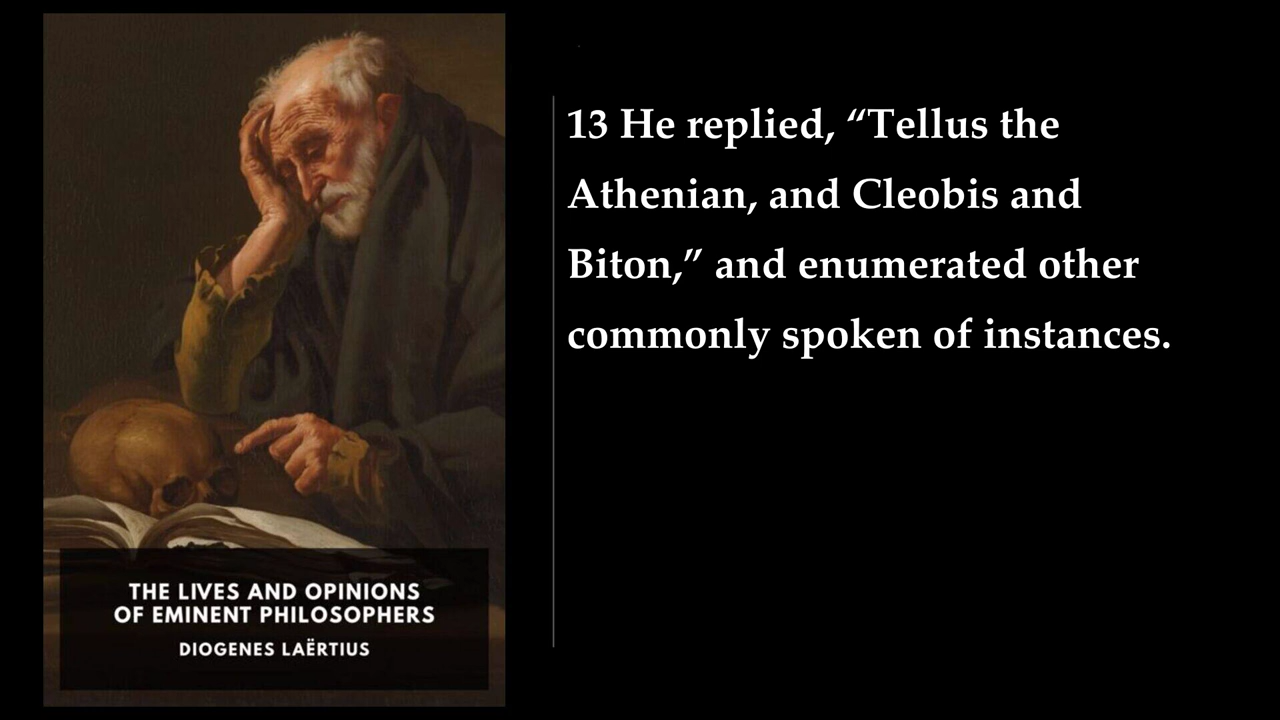 13 He replied, “Tellus the
Athenian, and Cleobis and
Biton,” and enumerated other
commonly spoken of instances.
THE LIVES AND OPINIONS
OF EMINENT PHILOSOPHERS
DIOGENES LAËRTIUS